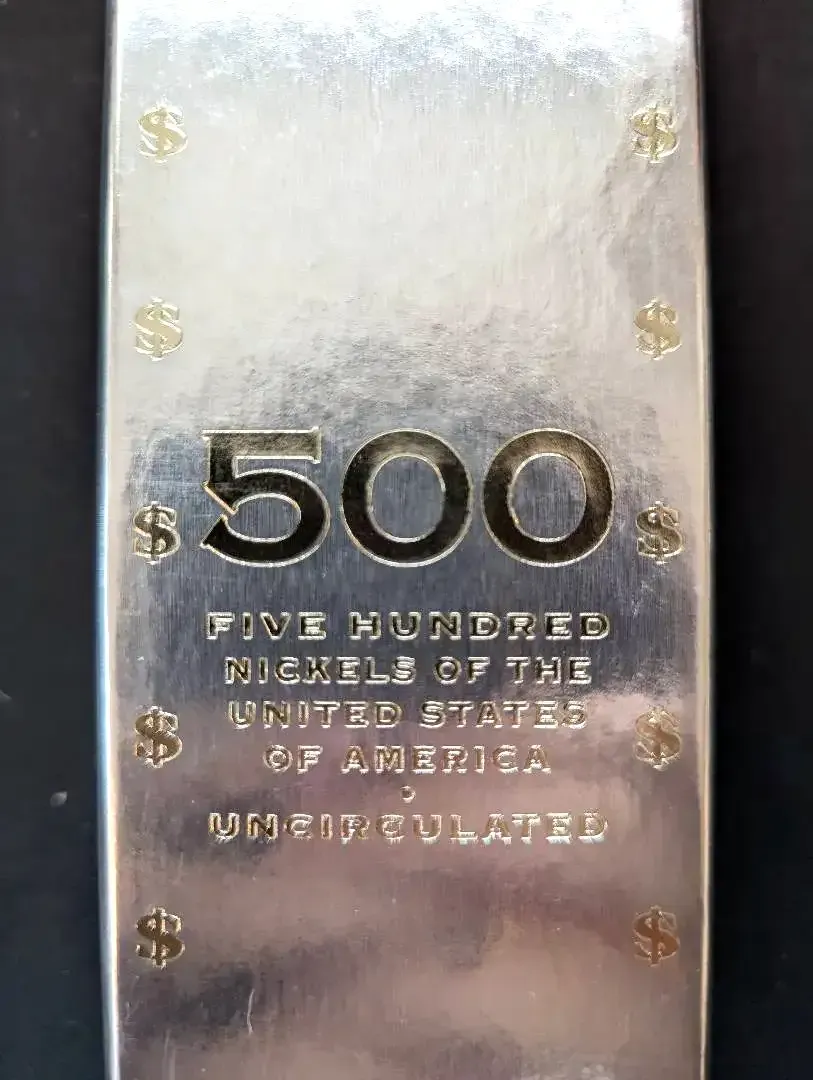 $ $
$ $
500
$ $
FIVE HUNDRED
NICKELS OF THE
UNITED STATES
$ $
OF AMERICA
•
UNCIRCULATED
$ $